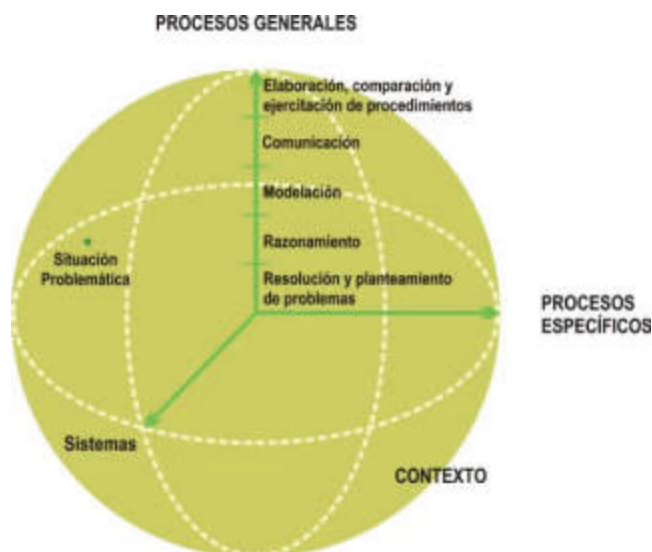 PROCESOS GENERALES
Elaboración, comparación y
ejercitación de procedimientos
Comunicación
Modelación
Razonamiento
Situación
Problemática
Resolución y planteamiento
de problemas
PROCESOS
ESPECÍFICOS
Sistemas
CONTEXTO